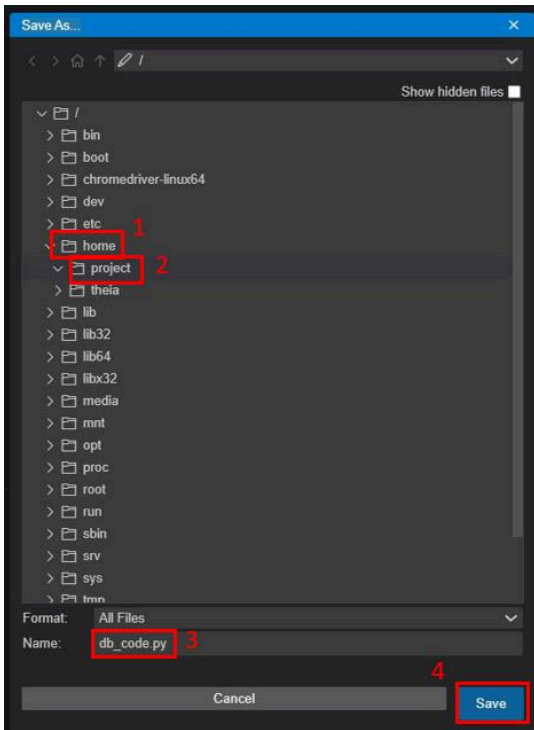 Save As...
/
Show hidden files
/
bin
boot
chromedriver-linux64
dev
etc
1
home
project 2
theia
lib
lib32
lib64
libx32
media
mnt
opt
proc
root
run
sbin
srv
sys
tmp
Format: All Files
Name: db_code.py 3
4
Cancel Save